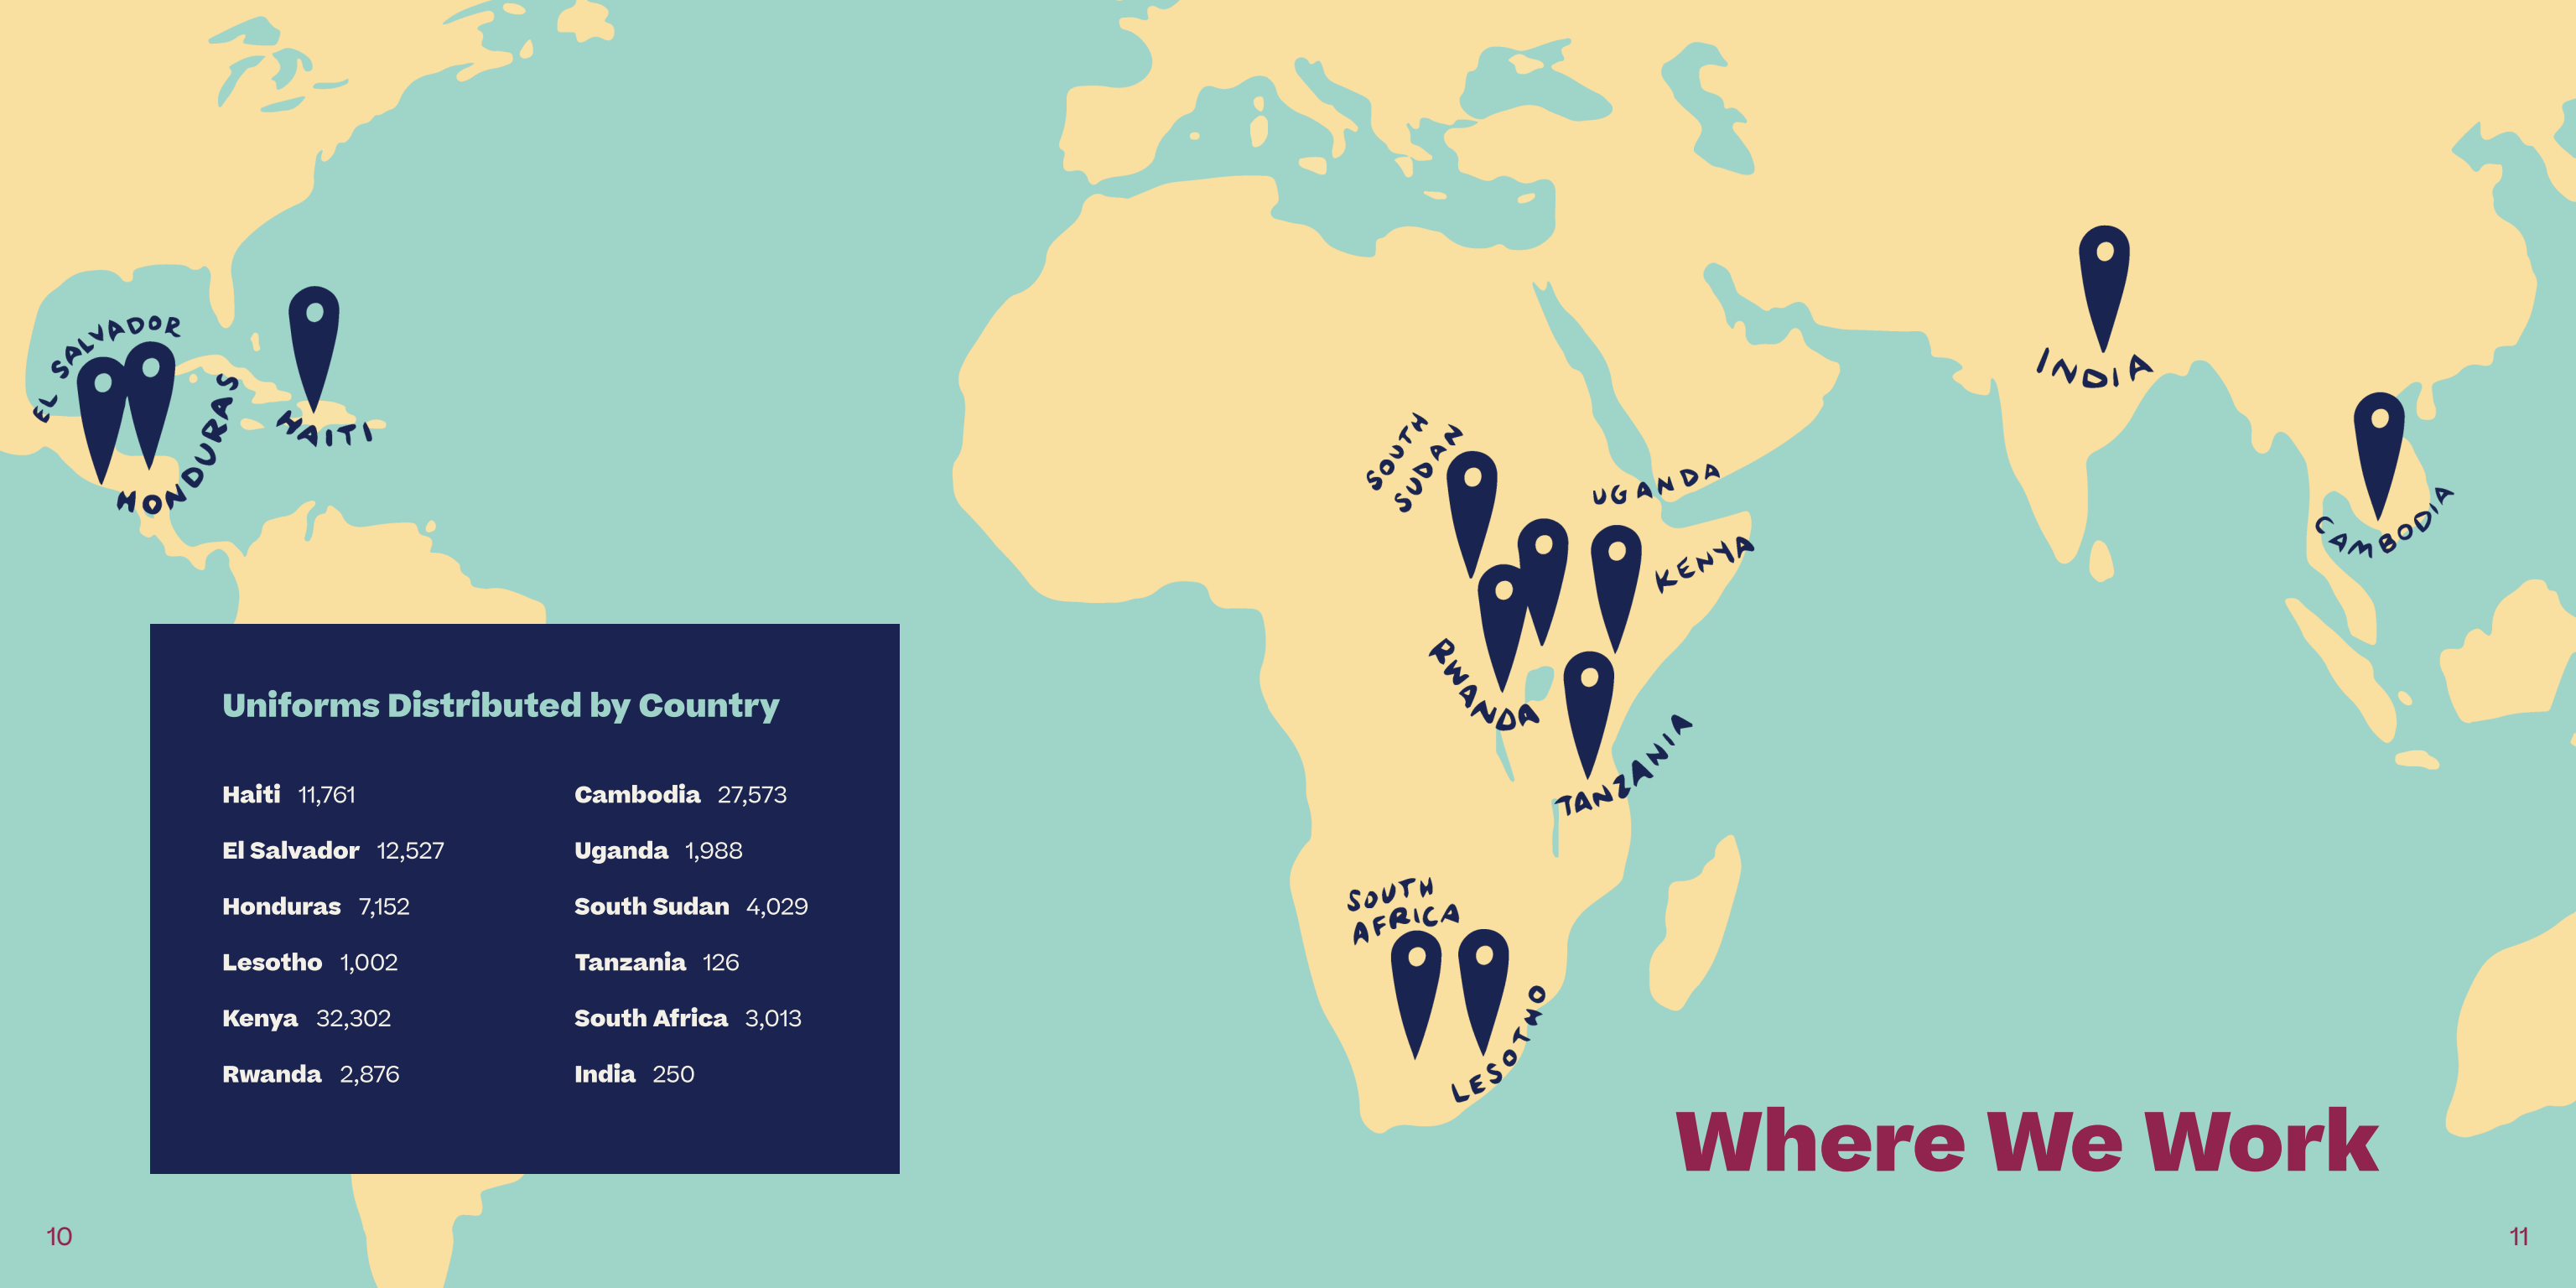 EL SALVADOR
HONDURAS
HAITI
SOUTH
SUDAN
UGANDA
KENYA
RWANDA
TANZANIA
SOUTH
AFRICA
LESOTHO
INDIA
CAMBODIA
Uniforms Distributed by Country
Haiti 11,761
El Salvador 12,527
Honduras 7,152
Lesotho 1,002
Kenya 32,302
Rwanda 2,876
Cambodia 27,573
Uganda 1,988
South Sudan 4,029
Tanzania 126
South Africa 3,013
India 250
Where We Work
10
11